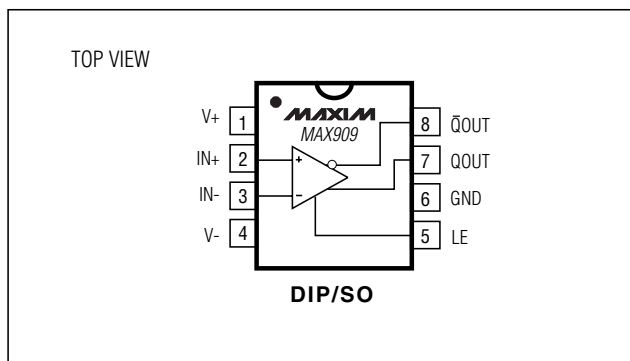 TOP VIEW
MAXIM
MAX909
V+ 1
IN+ 2
IN- 3
V- 4
8 Q̅OUT
7 QOUT
6 GND
5 LE
+
−
DIP/SO